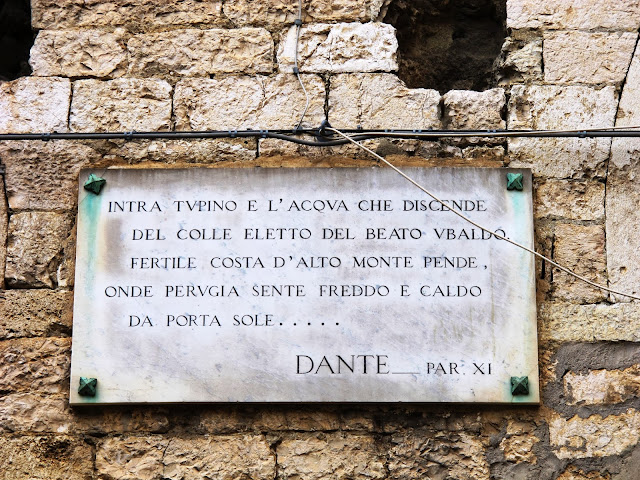 INTRA TVPINO E L'ACQVA CHE DISCENDE
DEL COLLE ELETTO DEL BEATO VBALDO,
FERTILE COSTA D'ALTO MONTE PENDE,
ONDE PERVGIA SENTE FREDDO E CALDO
DA PORTA SOLE.....
DANTE__ PAR. XI